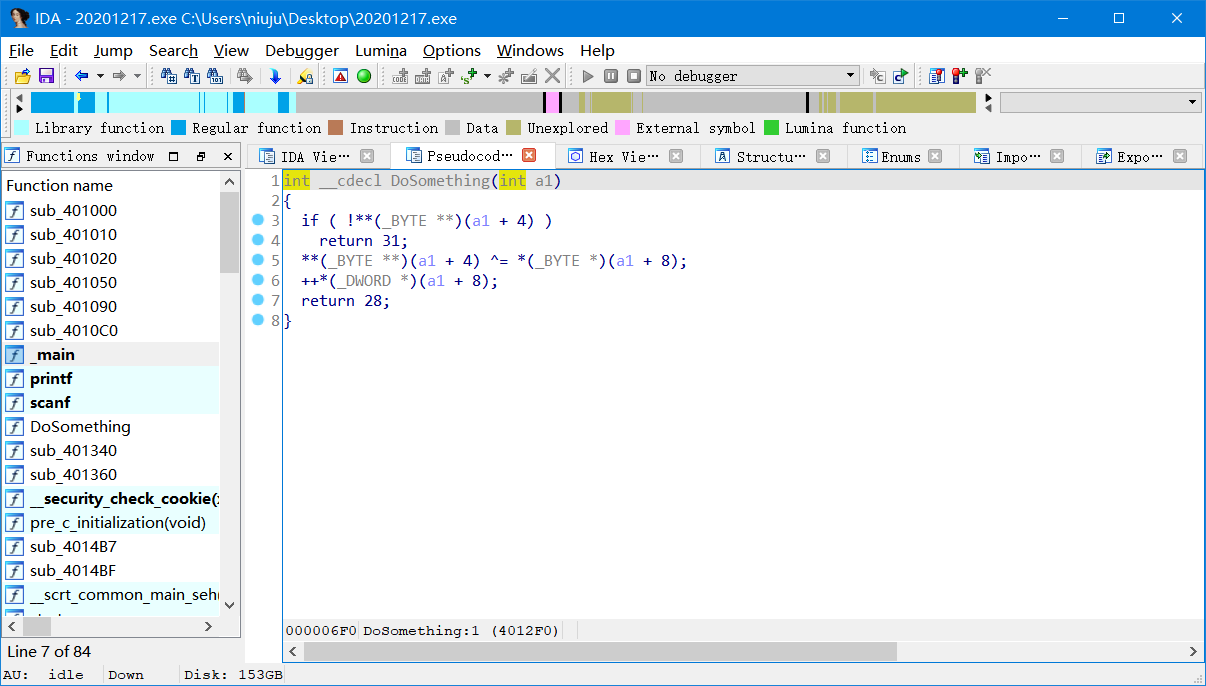 IDA - 20201217.exe C:\Users\niuju\Desktop\20201217.exe
File Edit Jump Search View Debugger Lumina Options Windows Help
No debugger
Library function Regular function Instruction Data Unexplored External symbol Lumina function
Functions window
IDA Vie··· Pseudocod··· Hex Vie··· Structu··· Enums Impo··· Expo···
Function name
sub_401000
sub_401010
sub_401020
sub_401050
sub_401090
sub_4010C0
_main
printf
scanf
DoSomething
sub_401340
sub_401360
__security_check_cookie(
pre_c_initialization(void)
sub_4014B7
sub_4014BF
__scrt_common_main_seh(
Line 7 of 84
1 int __cdecl DoSomething(int a1)
2 {
3 if ( !**(_BYTE **)(a1 + 4) )
4 return 31;
5 **(_BYTE **)(a1 + 4) ^= *(_BYTE *)(a1 + 8);
6 ++*(_DWORD *)(a1 + 8);
7 return 28;
8 }
000006F0 DoSomething:1 (4012F0)
AU: idle Down Disk: 153GB